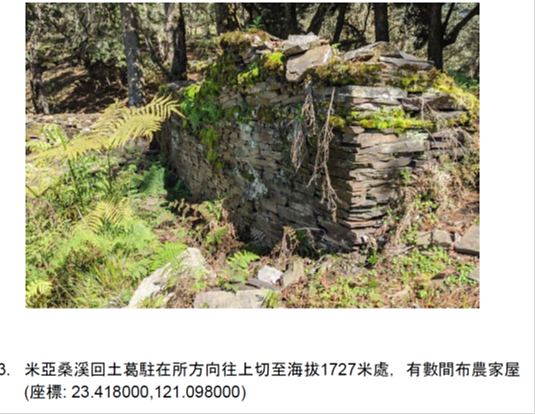 3. 米亞桑溪回土葛駐在所方向往上切至海拔1727米處, 有數間布農家屋
(座標: 23.418000,121.098000)